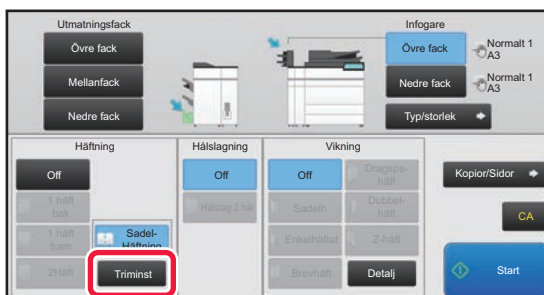 Utmatningsfack
Övre fack
Mellanfack
Nedre fack
Infogare
Övre fack
Normalt 1
A3
Nedre fack
Normalt 1
A3
Typ/storlek
Häftning
Off
1 häft
bak
1 häft
fram
2Häft
Sadel-
Häftning
Triminst
Hålslagning
Off
Hålslag 2 hål
Vikning
Off
Dragsps-
häft
Sadelh.
Dubbel-
häft
Enkelhäftat
Z-häft
Brevhäft
Detalj
Kopior/Sidor
CA
Start